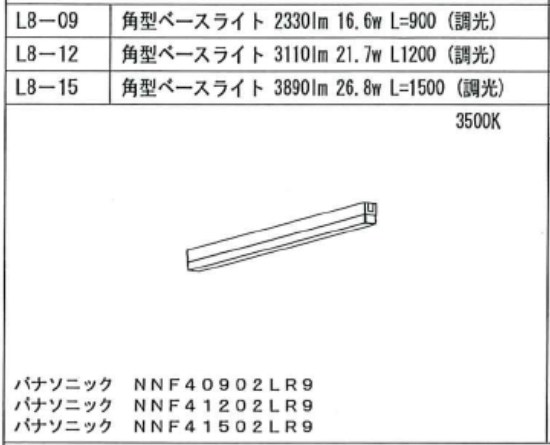 L8-09 角型ベースライト 2330lm 16.6w L=900 (調光)
L8-12 角型ベースライト 3110lm 21.7w L1200 (調光)
L8-15 角型ベースライト 3890lm 26.8w L=1500 (調光)
3500K
パナソニック NNF40902LR9
パナソニック NNF41202LR9
パナソニック NNF41502LR9